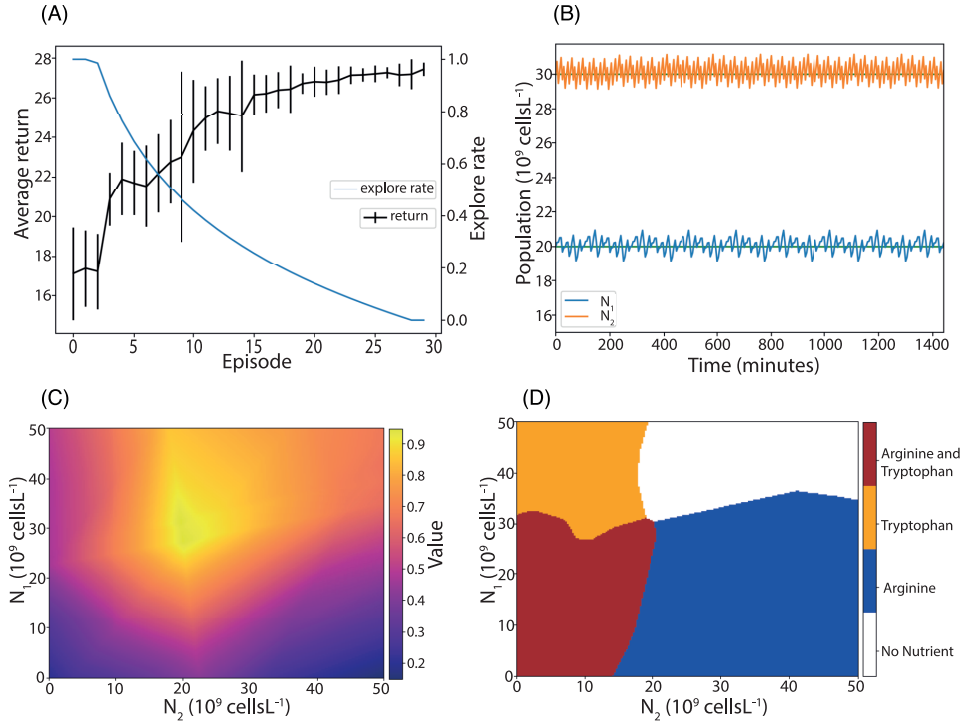 (A)
28
26
24
22
20
18
16
Average return
1.0
0.8
0.6
0.4
0.2
0.0
Explore rate
explore rate
return
0 5 10 15 20 25 30
Episode
(B)
30
28
26
24
22
20
18
16
Population (10⁹ cellsL⁻¹)
N₁
N₂
0 200 400 600 800 1000 1200 1400
Time (minutes)
(C)
50
40
30
20
10
0
N₁ (10⁹ cellsL⁻¹)
0 10 20 30 40 50
N₂ (10⁹ cellsL⁻¹)
0.9
0.8
0.7
0.6
0.5
0.4
0.3
0.2
Value
(D)
50
40
30
20
10
0
N₁ (10⁹ cellsL⁻¹)
0 10 20 30 40 50
N₂ (10⁹ cellsL⁻¹)
Arginine and
Tryptophan
Tryptophan
Arginine
No Nutrient